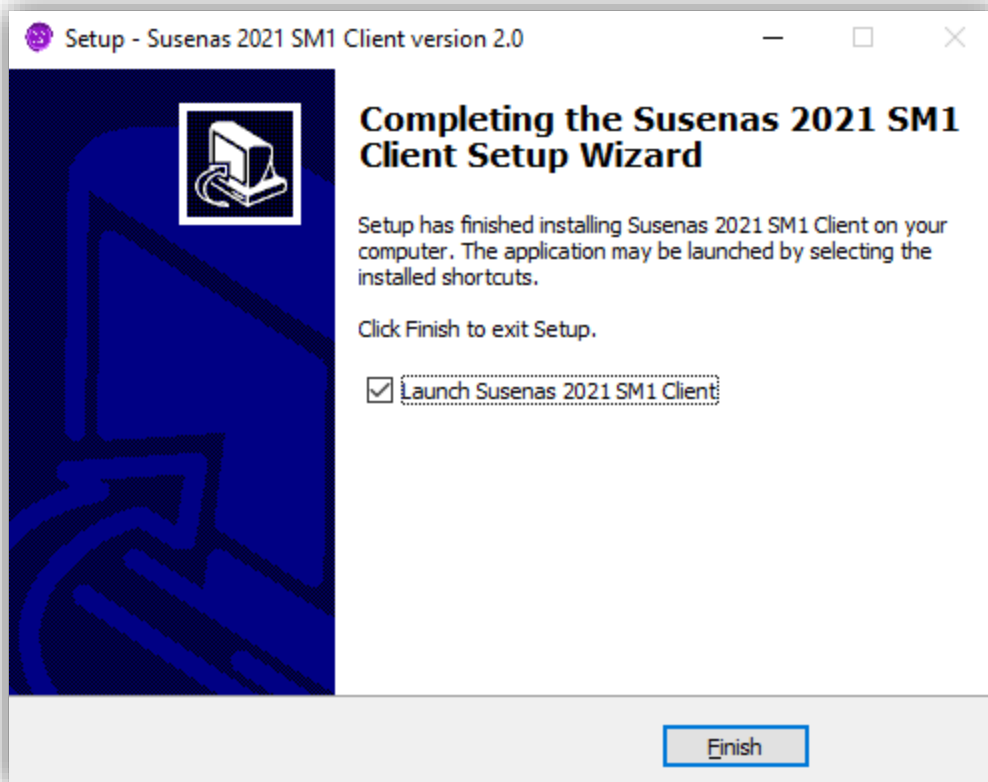 Setup - Susenas 2021 SM1 Client version 2.0
Completing the Susenas 2021 SM1
Client Setup Wizard
Setup has finished installing Susenas 2021 SM1 Client on your
computer. The application may be launched by selecting the
installed shortcuts.
Click Finish to exit Setup.
Launch Susenas 2021 SM1 Client
Finish